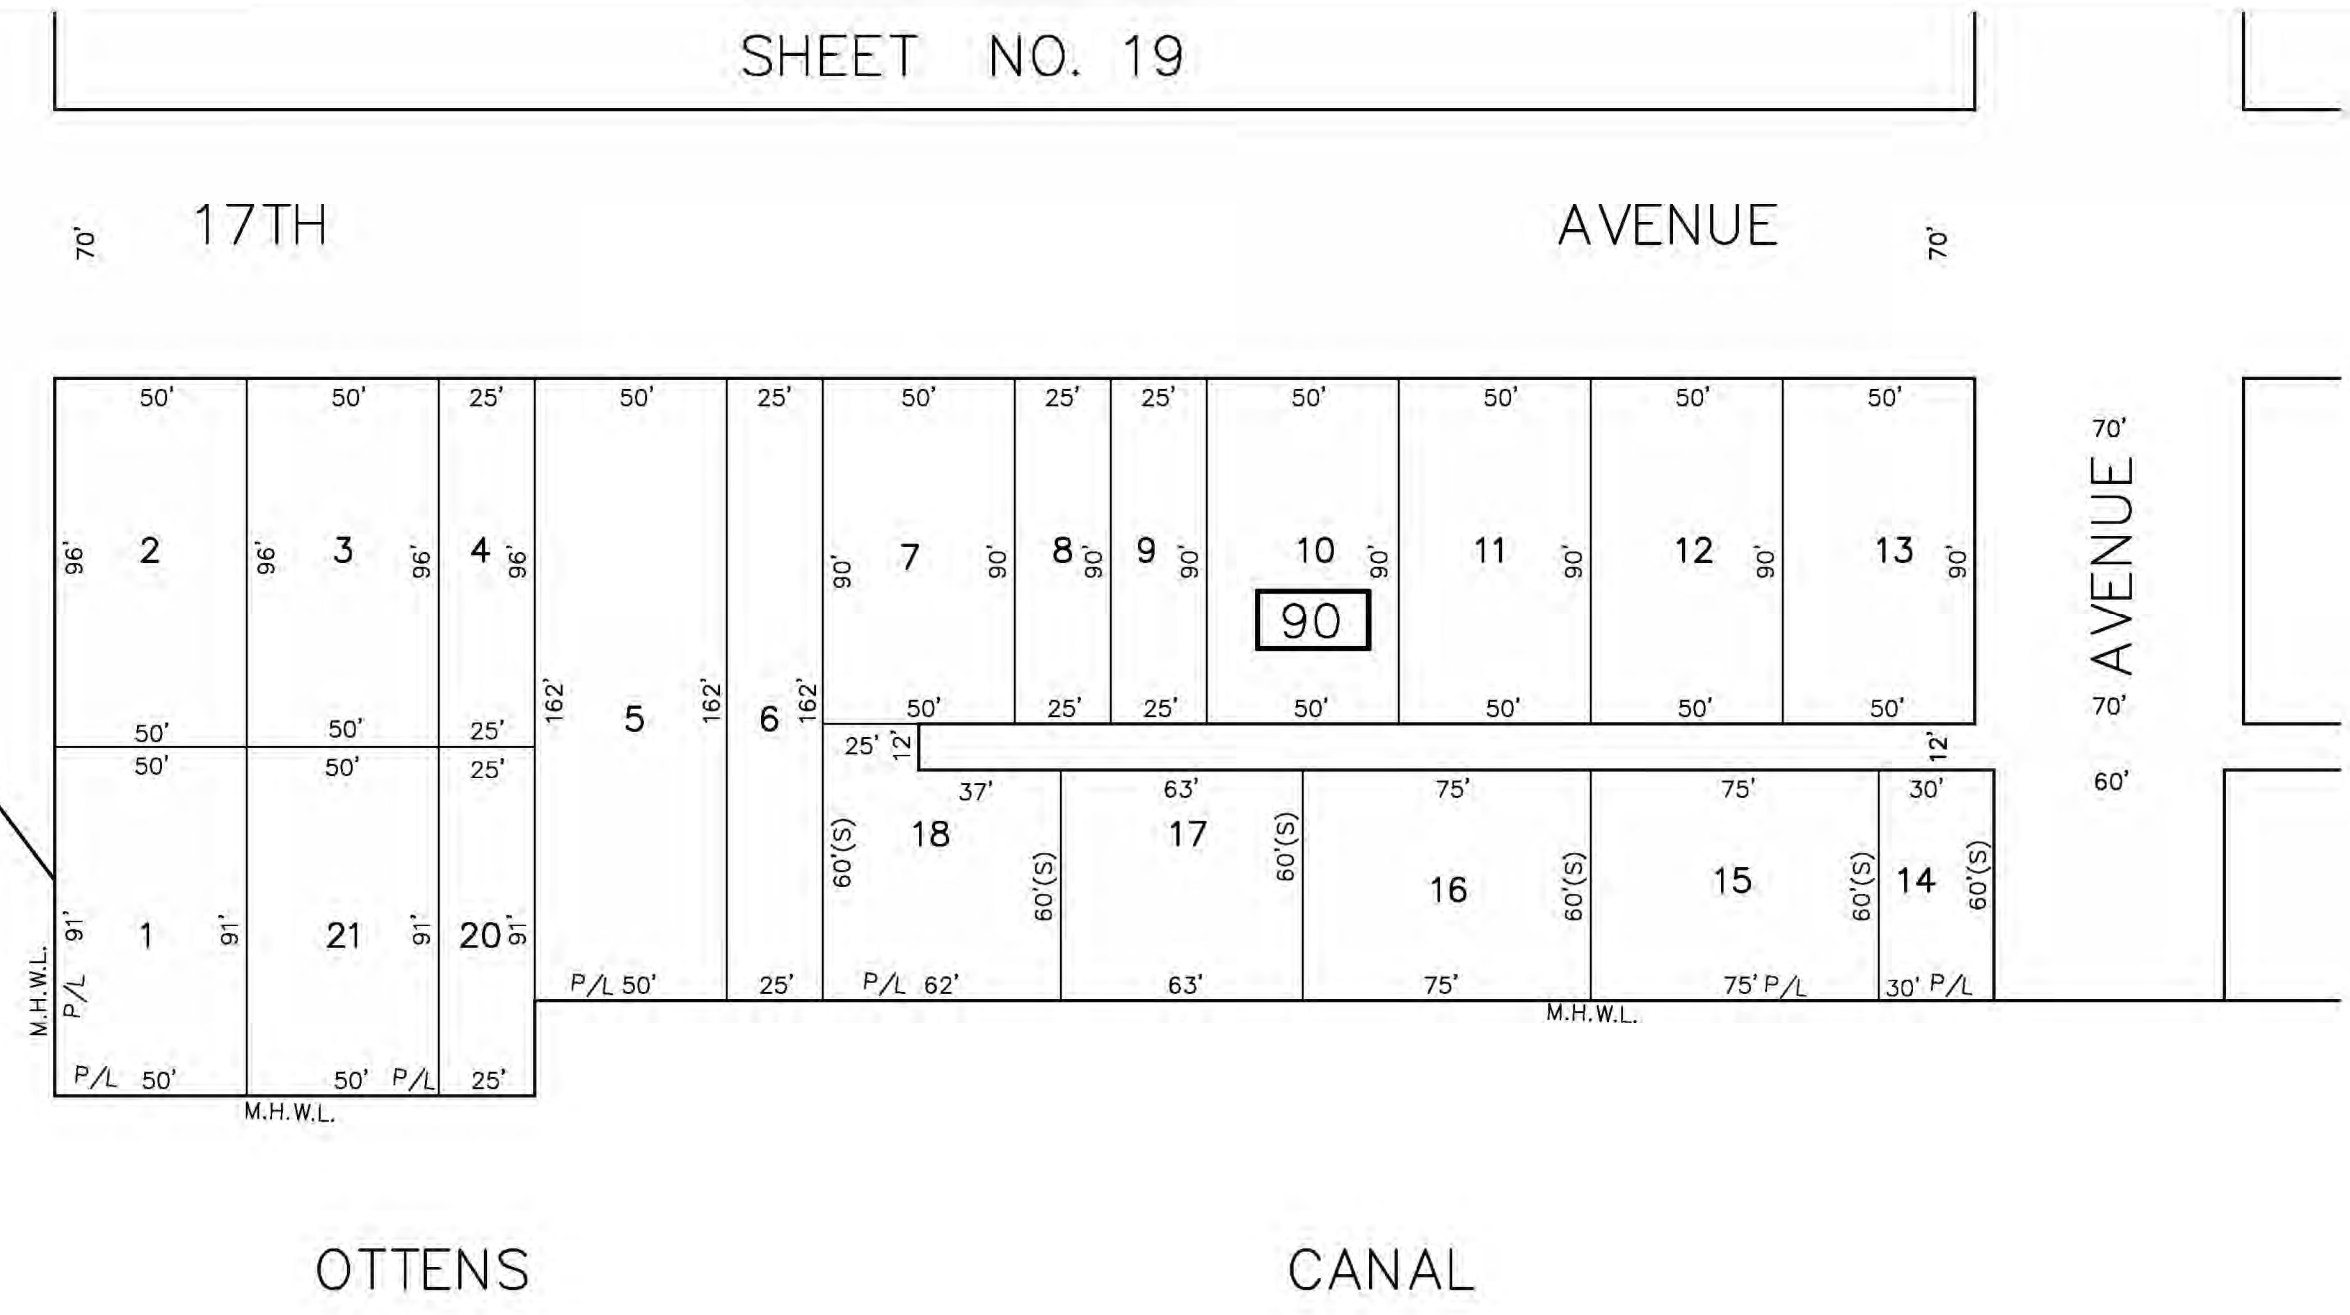 SHEET NO. 19
70' 17TH AVENUE 70'
50' 50' 25' 50' 25' 50' 25' 25' 50' 50' 50' 50'
70'
AVENUE
96' 2 96' 3 96' 4 96' 90' 7 90' 8 90' 9 90' 10 90' 11 90' 12 90' 13 90'
90
162' 5 162' 6 162'
50' 50' 25' 50' 25' 25' 50' 50' 50' 50' 70'
50' 50' 25' 25' 12' 12'
37' 63' 75' 75' 30' 60'
60'(S) 18 60'(S) 17 60'(S) 16 60'(S) 15 60'(S) 14 60'(S)
91' 1 91' 21 91' 20 91'
M.H.W.L. P/L
P/L 50' 25' P/L 62' 63' 75' 75' P/L 30' P/L
M.H.W.L.
P/L 50' 50' P/L 25'
M.H.W.L.
OTTENS CANAL